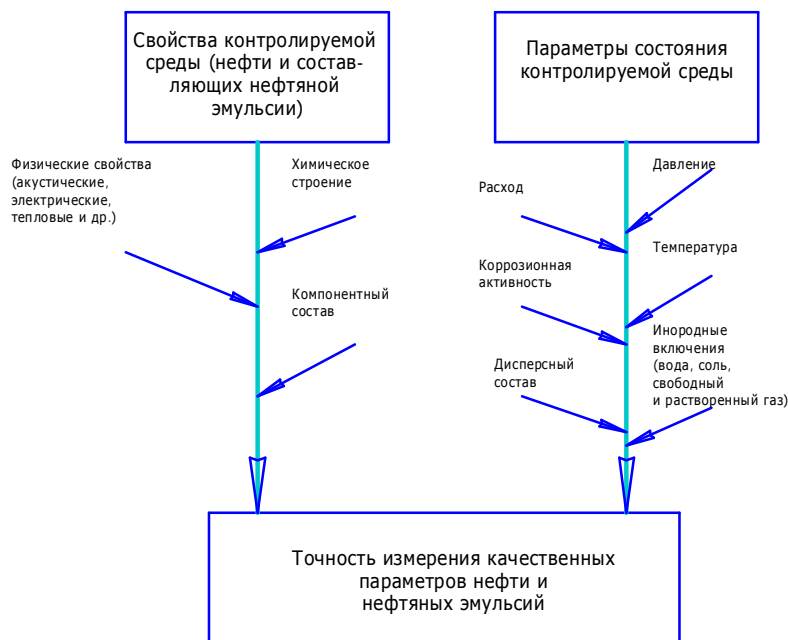 Свойства контролируемой
среды (нефти и состав-
ляющих нефтяной
эмульсии)
Параметры состояния
контролируемой среды
Физические свойства
(акустические,
электрические,
тепловые и др.)
Химическое
строение
Компонентный
состав
Расход
Давление
Коррозионная
активность
Температура
Дисперсный
состав
Инородные
включения
(вода, соль,
свободный
и растворенный газ)
Точность измерения качественных
параметров нефти и
нефтяных эмульсий